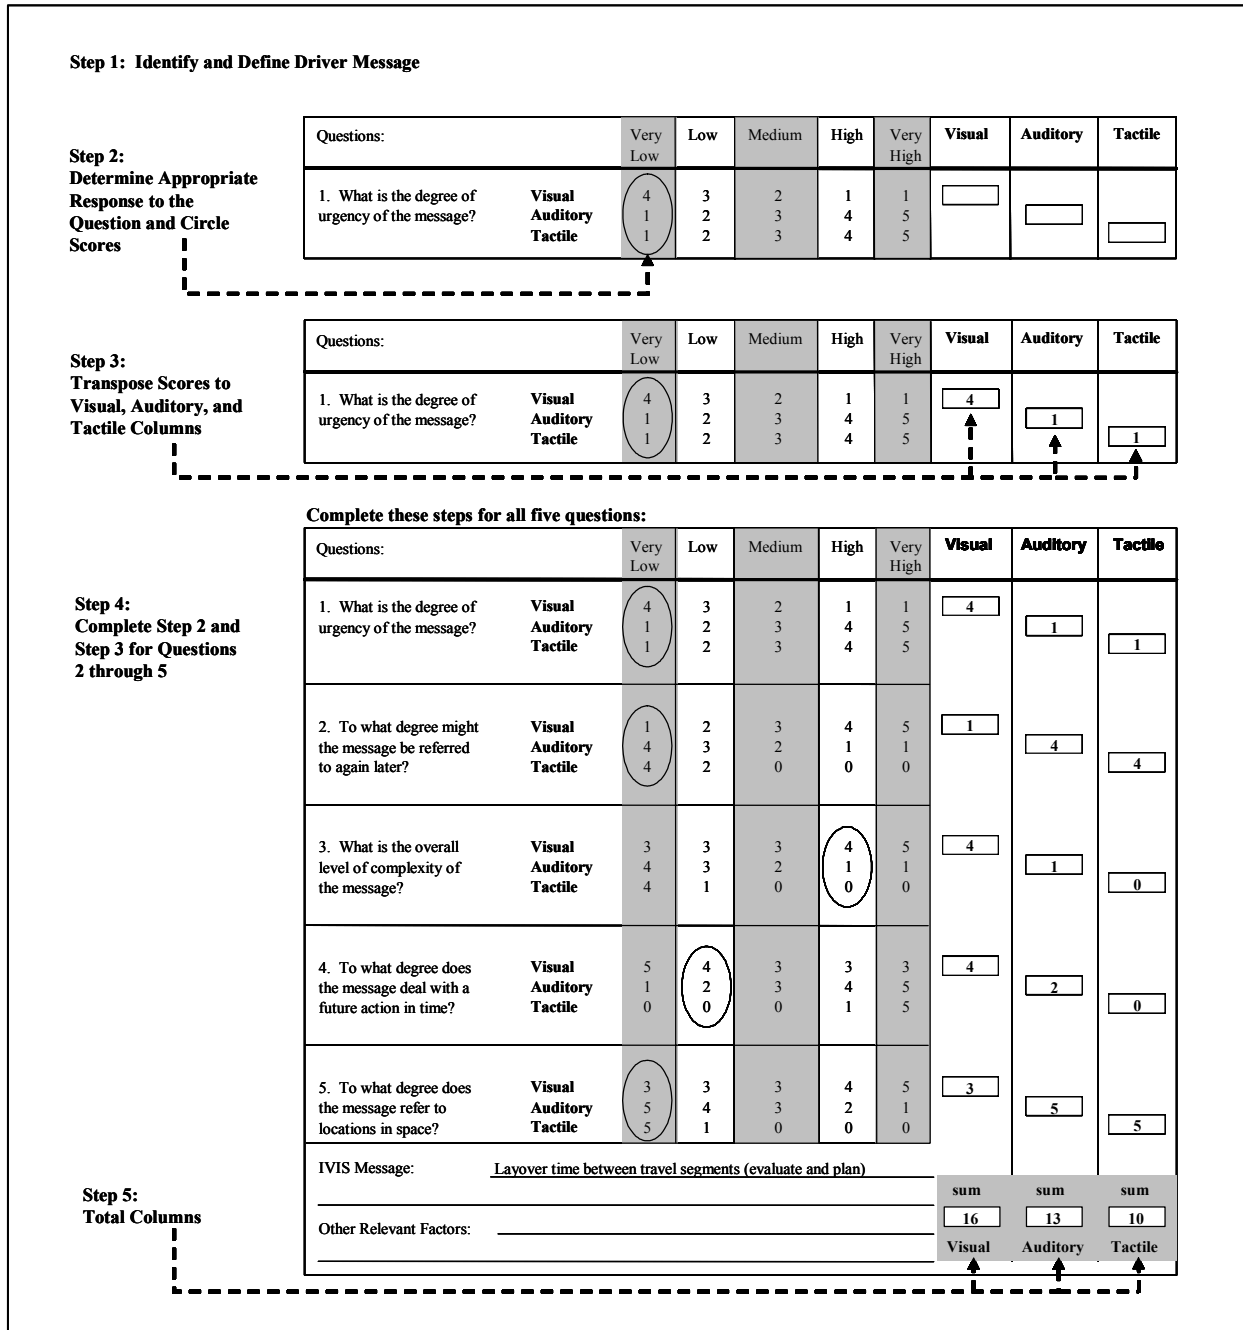 Step 1: Identify and Define Driver Message
Step 2:
Determine Appropriate
Response to the
Question and Circle
Scores
Questions: Very Low Low Medium High Very High Visual Auditory Tactile
1. What is the degree of Visual 4 3 2 1 1
urgency of the message? Auditory 1 2 3 4 5
Tactile 1 2 3 4 5
Step 3:
Transpose Scores to
Visual, Auditory, and
Tactile Columns
Questions: Very Low Low Medium High Very High Visual Auditory Tactile
1. What is the degree of Visual 4 3 2 1 1 4
urgency of the message? Auditory 1 2 3 4 5 1
Tactile 1 2 3 4 5 1
Complete these steps for all five questions:
Step 4:
Complete Step 2 and
Step 3 for Questions
2 through 5
Questions: Very Low Low Medium High Very High Visual Auditory Tactile
1. What is the degree of Visual 4 3 2 1 1 4
urgency of the message? Auditory 1 2 3 4 5 1
Tactile 1 2 3 4 5 1
2. To what degree might Visual 1 2 3 4 5 1
the message be referred Auditory 4 3 2 1 1 4
to again later? Tactile 4 2 0 0 0 4
3. What is the overall Visual 3 3 3 4 5 4
level of complexity of Auditory 4 3 2 1 1 1
the message? Tactile 4 1 0 0 0 0
4. To what degree does Visual 5 4 3 3 3 4
the message deal with a Auditory 1 2 3 4 5 2
future action in time? Tactile 0 0 0 1 5 0
5. To what degree does Visual 3 3 3 4 5 3
the message refer to Auditory 5 4 3 2 1 5
locations in space? Tactile 5 1 0 0 0 5
IVIS Message: Layover time between travel segments (evaluate and plan)
Step 5:
Total Columns
sum sum sum
16 13 10
Other Relevant Factors:
Visual Auditory Tactile